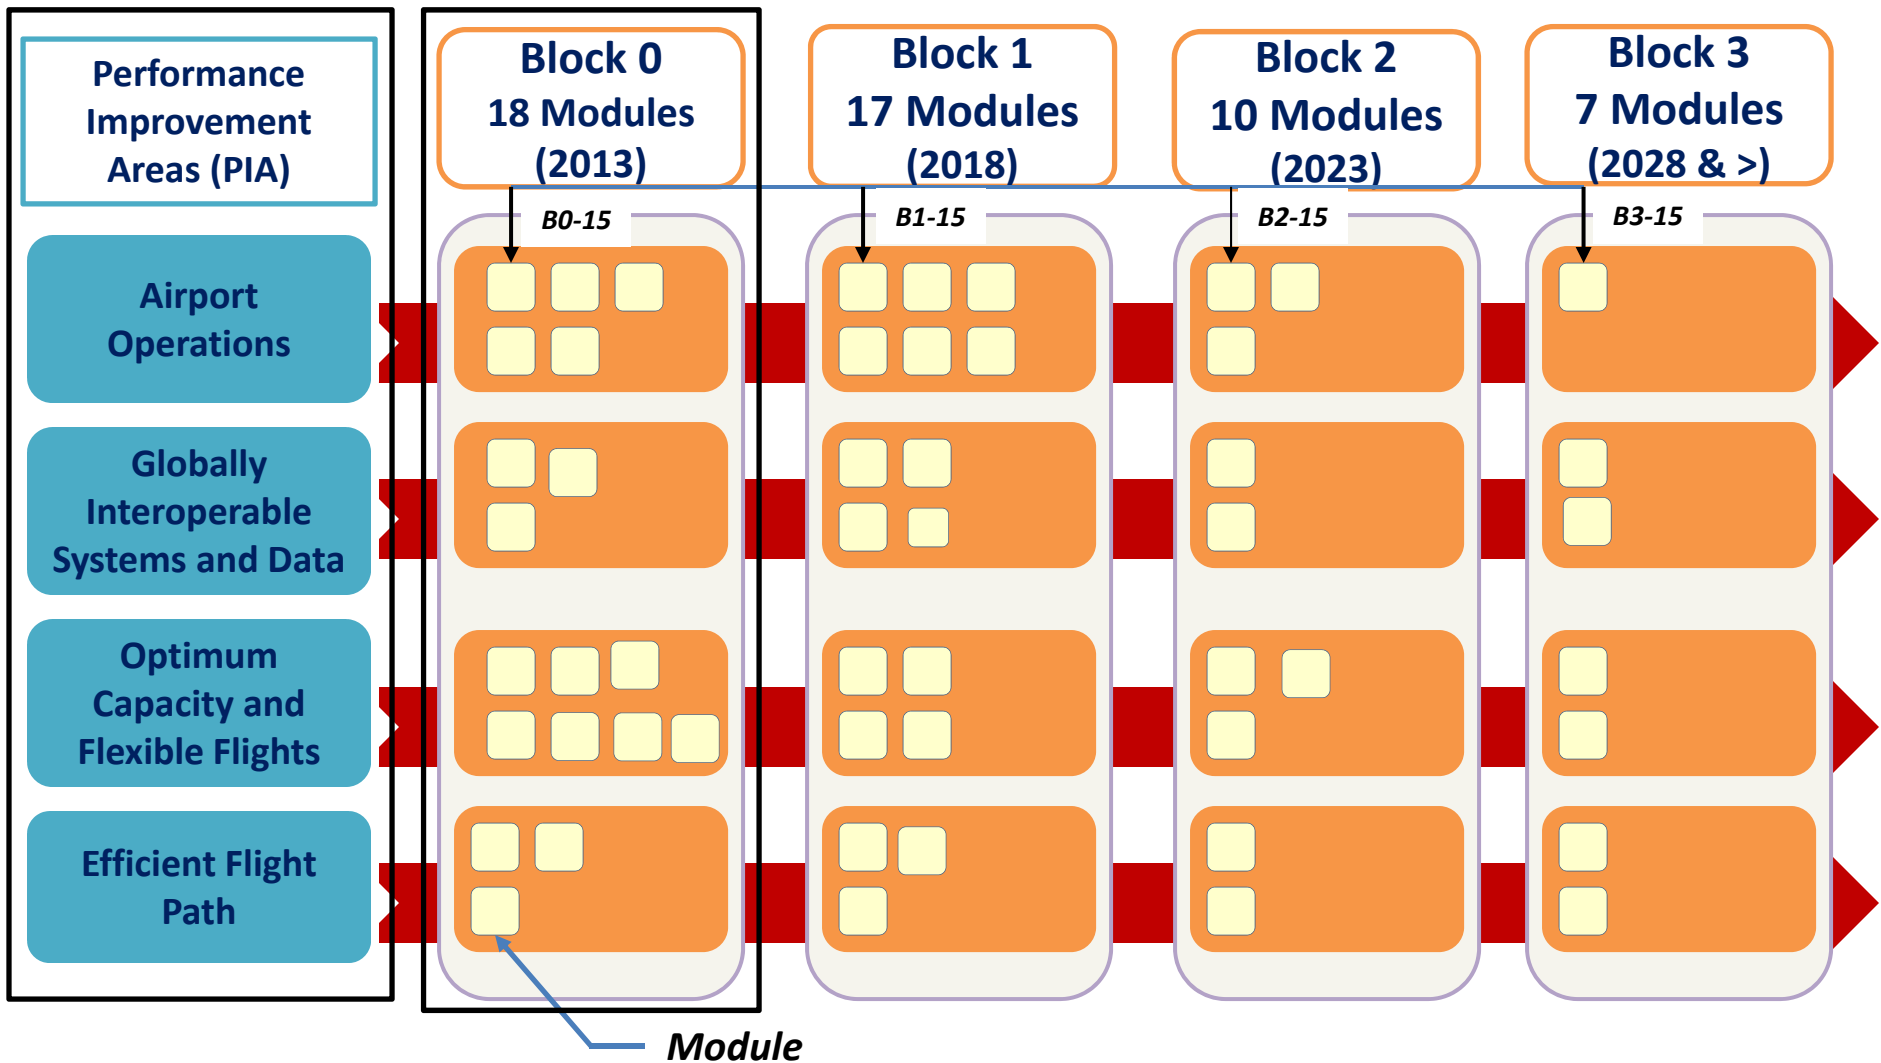 Performance
Improvement
Areas (PIA)
Block 0
18 Modules
(2013)
Block 1
17 Modules
(2018)
Block 2
10 Modules
(2023)
Block 3
7 Modules
(2028 & >)
B0-15
B1-15
B2-15
B3-15
Airport
Operations
Globally
Interoperable
Systems and Data
Optimum
Capacity and
Flexible Flights
Efficient Flight
Path
Module